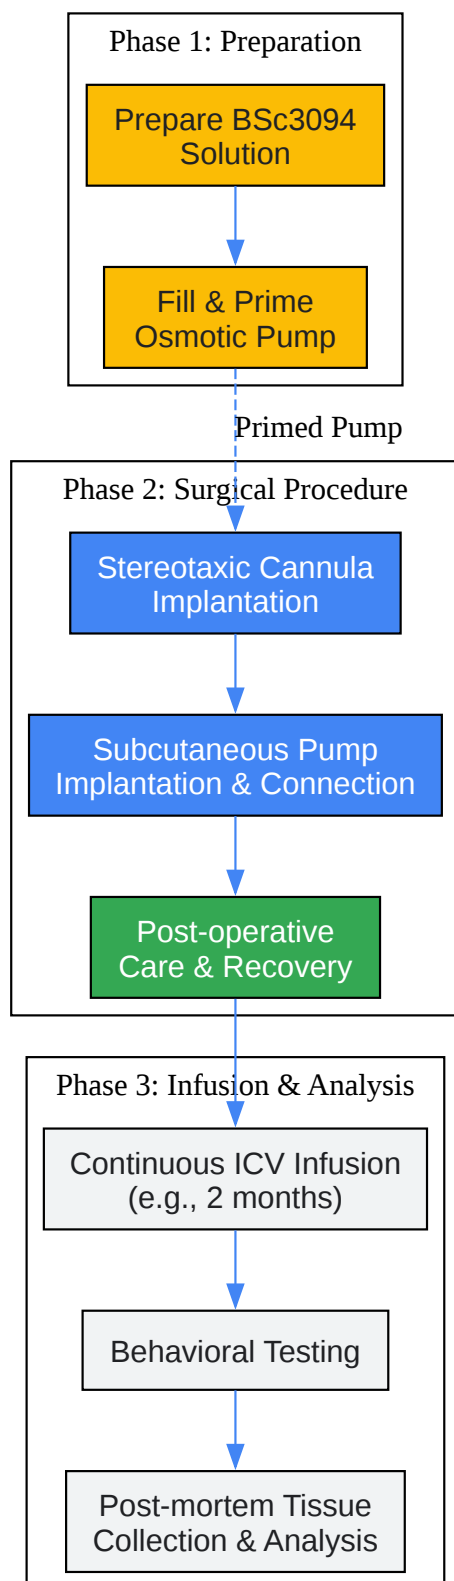 Phase 1: Preparation
Prepare BSc3094
Solution
Fill & Prime
Osmotic Pump
Primed Pump
Phase 2: Surgical Procedure
Stereotaxic Cannula
Implantation
Subcutaneous Pump
Implantation & Connection
Post-operative
Care & Recovery
Phase 3: Infusion & Analysis
Continuous ICV Infusion
(e.g., 2 months)
Behavioral Testing
Post-mortem Tissue
Collection & Analysis